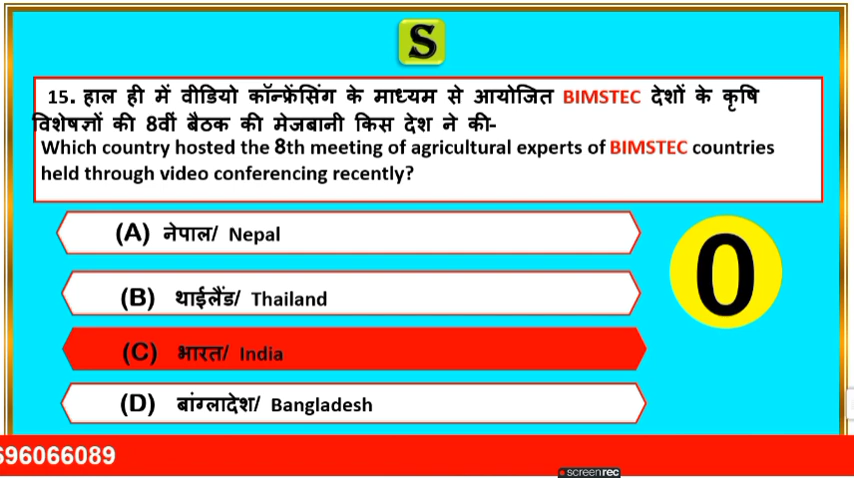 S
15. हाल ही में वीडियो कॉन्फ्रेंसिंग के माध्यम से आयोजित BIMSTEC देशों के कृषि
विशेषज्ञों की 8वीं बैठक की मेजबानी किस देश ने की-
Which country hosted the 8th meeting of agricultural experts of BIMSTEC countries
held through video conferencing recently?
(A) नेपाल/ Nepal
0
(B) थाईलैंड/ Thailand
(C) भारत/ India
(D) बांग्लादेश/ Bangladesh
696066089
screenrec